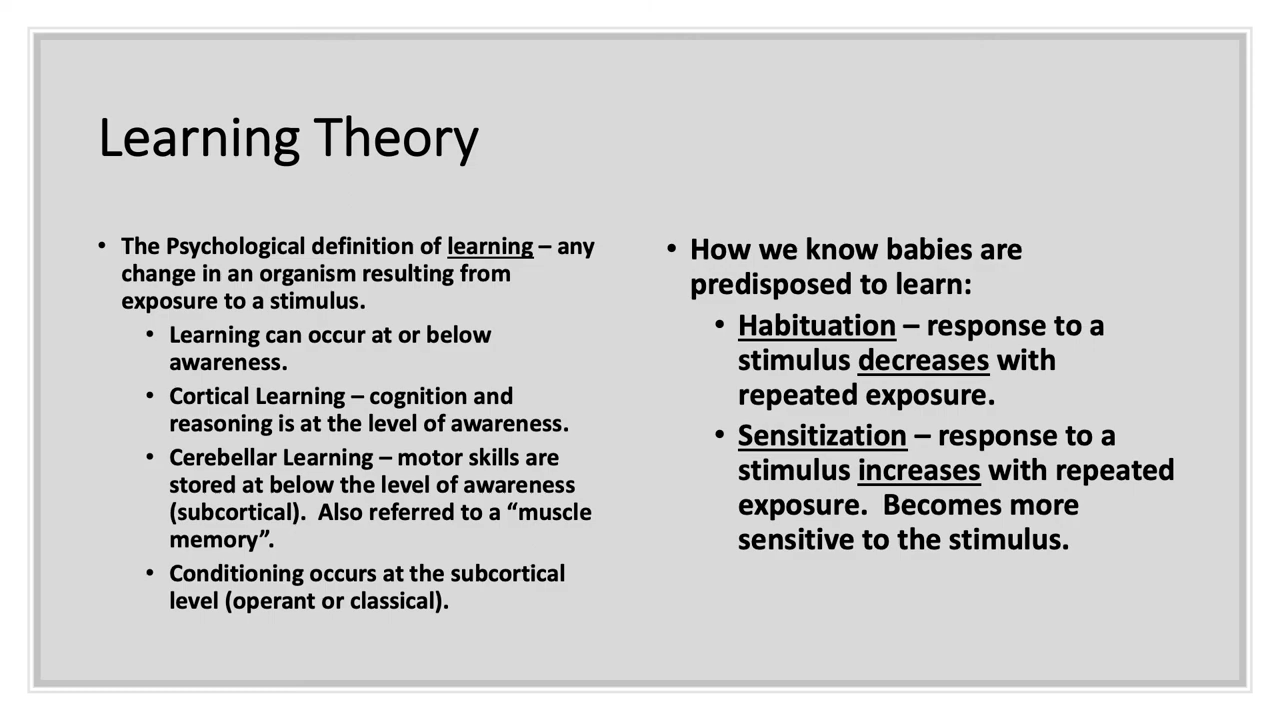 Learning Theory
• The Psychological definition of learning – any
change in an organism resulting from
exposure to a stimulus.
• Learning can occur at or below
awareness.
• Cortical Learning – cognition and
reasoning is at the level of awareness.
• Cerebellar Learning – motor skills are
stored at below the level of awareness
(subcortical).  Also referred to a “muscle
memory”.
• Conditioning occurs at the subcortical
level (operant or classical).
• How we know babies are
predisposed to learn:
• Habituation – response to a
stimulus decreases with
repeated exposure.
• Sensitization – response to a
stimulus increases with repeated
exposure.  Becomes more
sensitive to the stimulus.